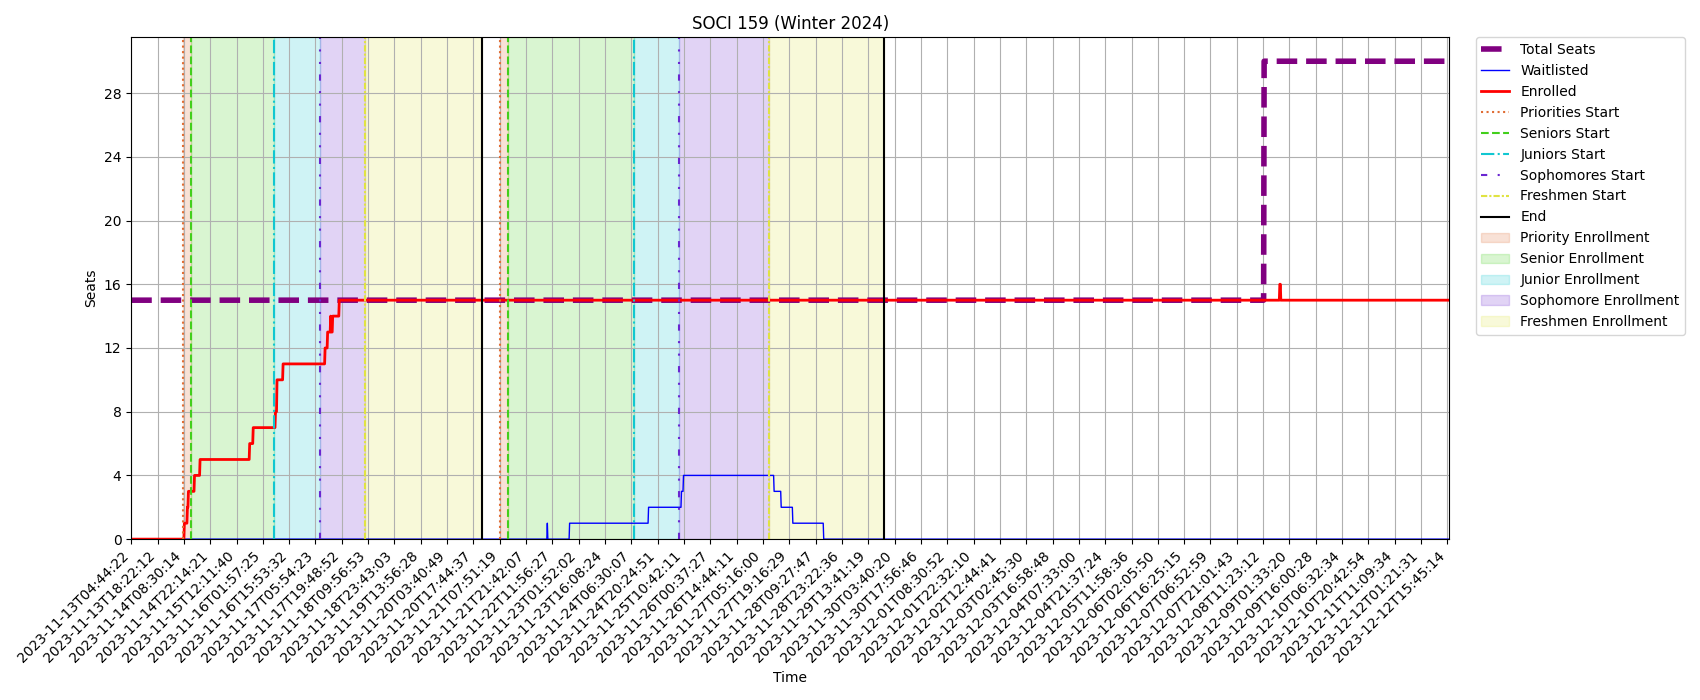 SOCI 159 (Winter 2024)
Seats
28
24
20
16
12
8
4
0
2023-11-13T04:44:22
2023-11-13T18:22:12
2023-11-14T08:30:14
2023-11-14T22:14:21
2023-11-15T12:11:40
2023-11-16T01:57:25
2023-11-16T15:53:32
2023-11-17T05:54:23
2023-11-17T19:48:52
2023-11-18T09:56:53
2023-11-18T23:43:03
2023-11-19T13:56:28
2023-11-20T03:40:49
2023-11-20T17:44:37
2023-11-21T07:51:19
2023-11-21T21:42:07
2023-11-22T11:56:27
2023-11-23T01:52:02
2023-11-23T16:08:24
2023-11-24T06:30:07
2023-11-24T20:24:51
2023-11-25T10:42:11
2023-11-26T00:37:27
2023-11-26T14:44:11
2023-11-27T05:16:00
2023-11-27T19:16:29
2023-11-28T09:27:47
2023-11-28T23:22:36
2023-11-29T13:41:19
2023-11-30T03:40:20
2023-11-30T17:56:46
2023-12-01T08:30:52
2023-12-01T22:32:10
2023-12-02T12:44:41
2023-12-03T02:45:30
2023-12-03T16:58:48
2023-12-04T07:33:00
2023-12-04T21:37:24
2023-12-05T11:58:36
2023-12-06T02:05:50
2023-12-06T16:25:15
2023-12-07T06:52:59
2023-12-07T21:01:43
2023-12-08T11:23:12
2023-12-09T01:33:20
2023-12-09T16:00:28
2023-12-10T06:32:34
2023-12-10T20:42:54
2023-12-11T11:09:34
2023-12-12T01:21:31
2023-12-12T15:45:14
Time
Total Seats
Waitlisted
Enrolled
Priorities Start
Seniors Start
Juniors Start
Sophomores Start
Freshmen Start
End
Priority Enrollment
Senior Enrollment
Junior Enrollment
Sophomore Enrollment
Freshmen Enrollment